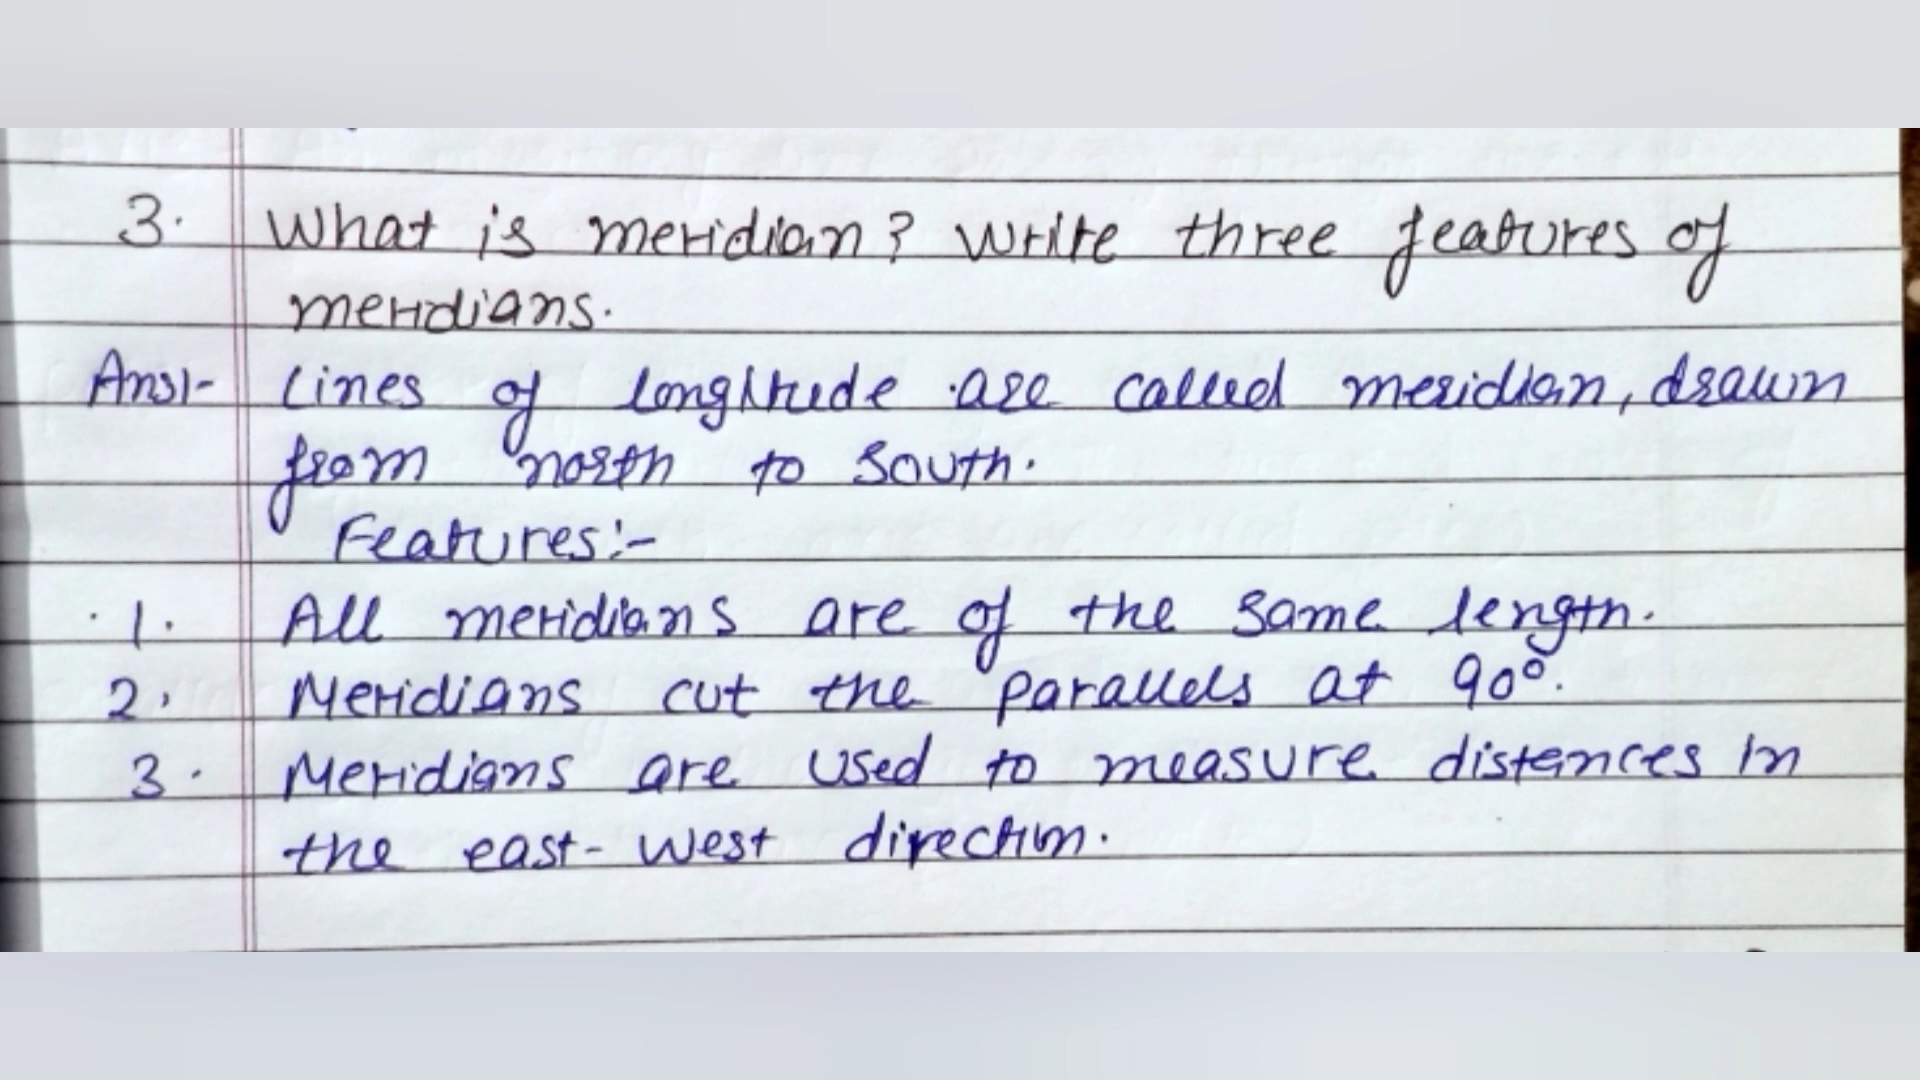 3. What is meridian? Write three features of
meridians.
Ans:- Lines of longitude are called meridian, drawn
from north to south.
Features:-
1. All meridians are of the same length.
2. Meridians cut the parallels at 90°.
3. Meridians are used to measure distances in
the east-west direction.